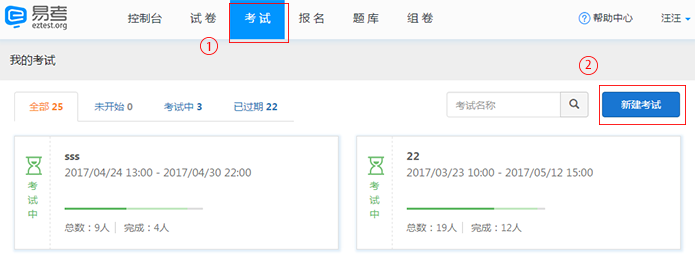 易考 控制台 试卷 考试 报名 题库 组卷 ? 帮助中心 汪汪
eztest.org
① ②
我的考试
全部 25 未开始 0 考试中 3 已过期 22 考试名称 新建考试
sss 22
2017/04/24 13:00 - 2017/04/30 22:00 2017/03/23 10:00 - 2017/05/12 15:00
考试中 考试中
总数：9人 | 完成：4人 总数：19人 | 完成：12人